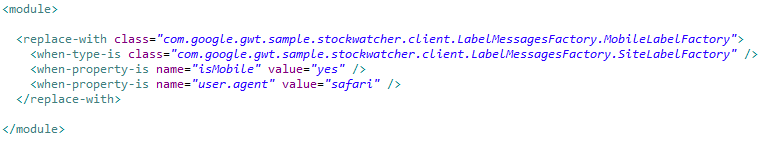 <module>
<replace-with class="com.google.gwt.sample.stockwatcher.client.LabelMessagesFactory.MobileLabelFactory">
<when-type-is class="com.google.gwt.sample.stockwatcher.client.LabelMessagesFactory.SiteLabelFactory" />
<when-property-is name="isMobile" value="yes" />
<when-property-is name="user.agent" value="safari" />
</replace-with>
</module>